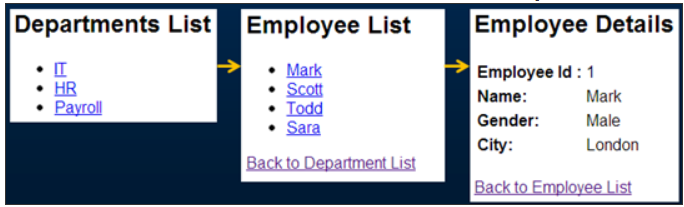 Departments List
IT
HR
Payroll
Employee List
Mark
Scott
Todd
Sara
Back to Department List
Employee Details
Employee Id : 1
Name: Mark
Gender: Male
City: London
Back to Employee List